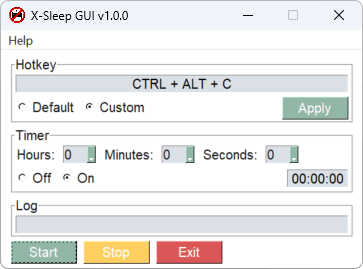 X-Sleep GUI v1.0.0
Help
Hotkey
CTRL + ALT + C
Default Custom Apply
Timer
Hours: 0 Minutes: 0 Seconds: 0
Off On 00:00:00
Log
Start Stop Exit